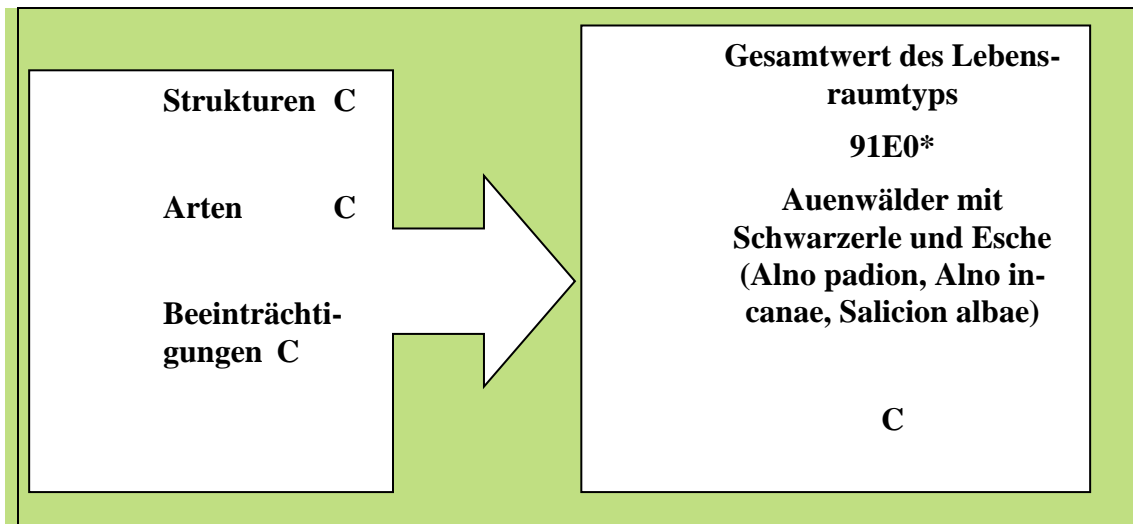 Strukturen C
Arten C
Beeinträchti-
gungen C
Gesamtwert des Lebens-
raumtyps
91E0*
Auenwälder mit
Schwarzerle und Esche
(Alno padion, Alno in-
canae, Salicion albae)
C